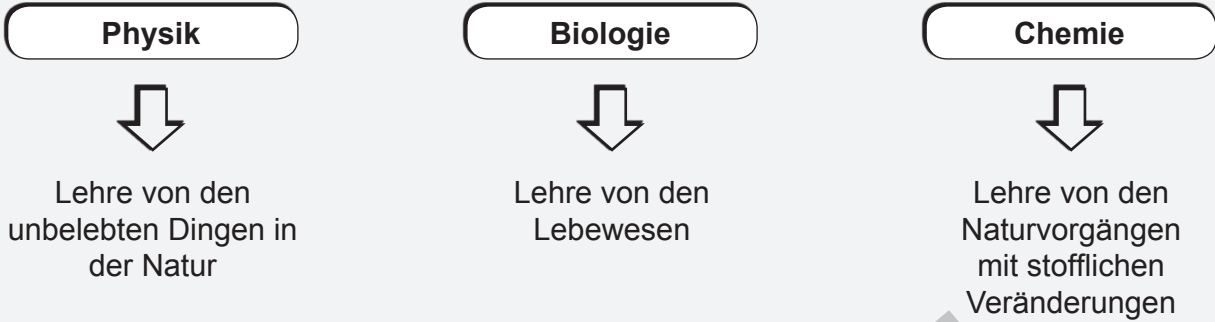 Physik
Lehre von den
unbelebten Dingen in
der Natur
Biologie
Lehre von den
Lebewesen
Chemie
Lehre von den
Naturvorgängen
mit stofflichen
Veränderungen